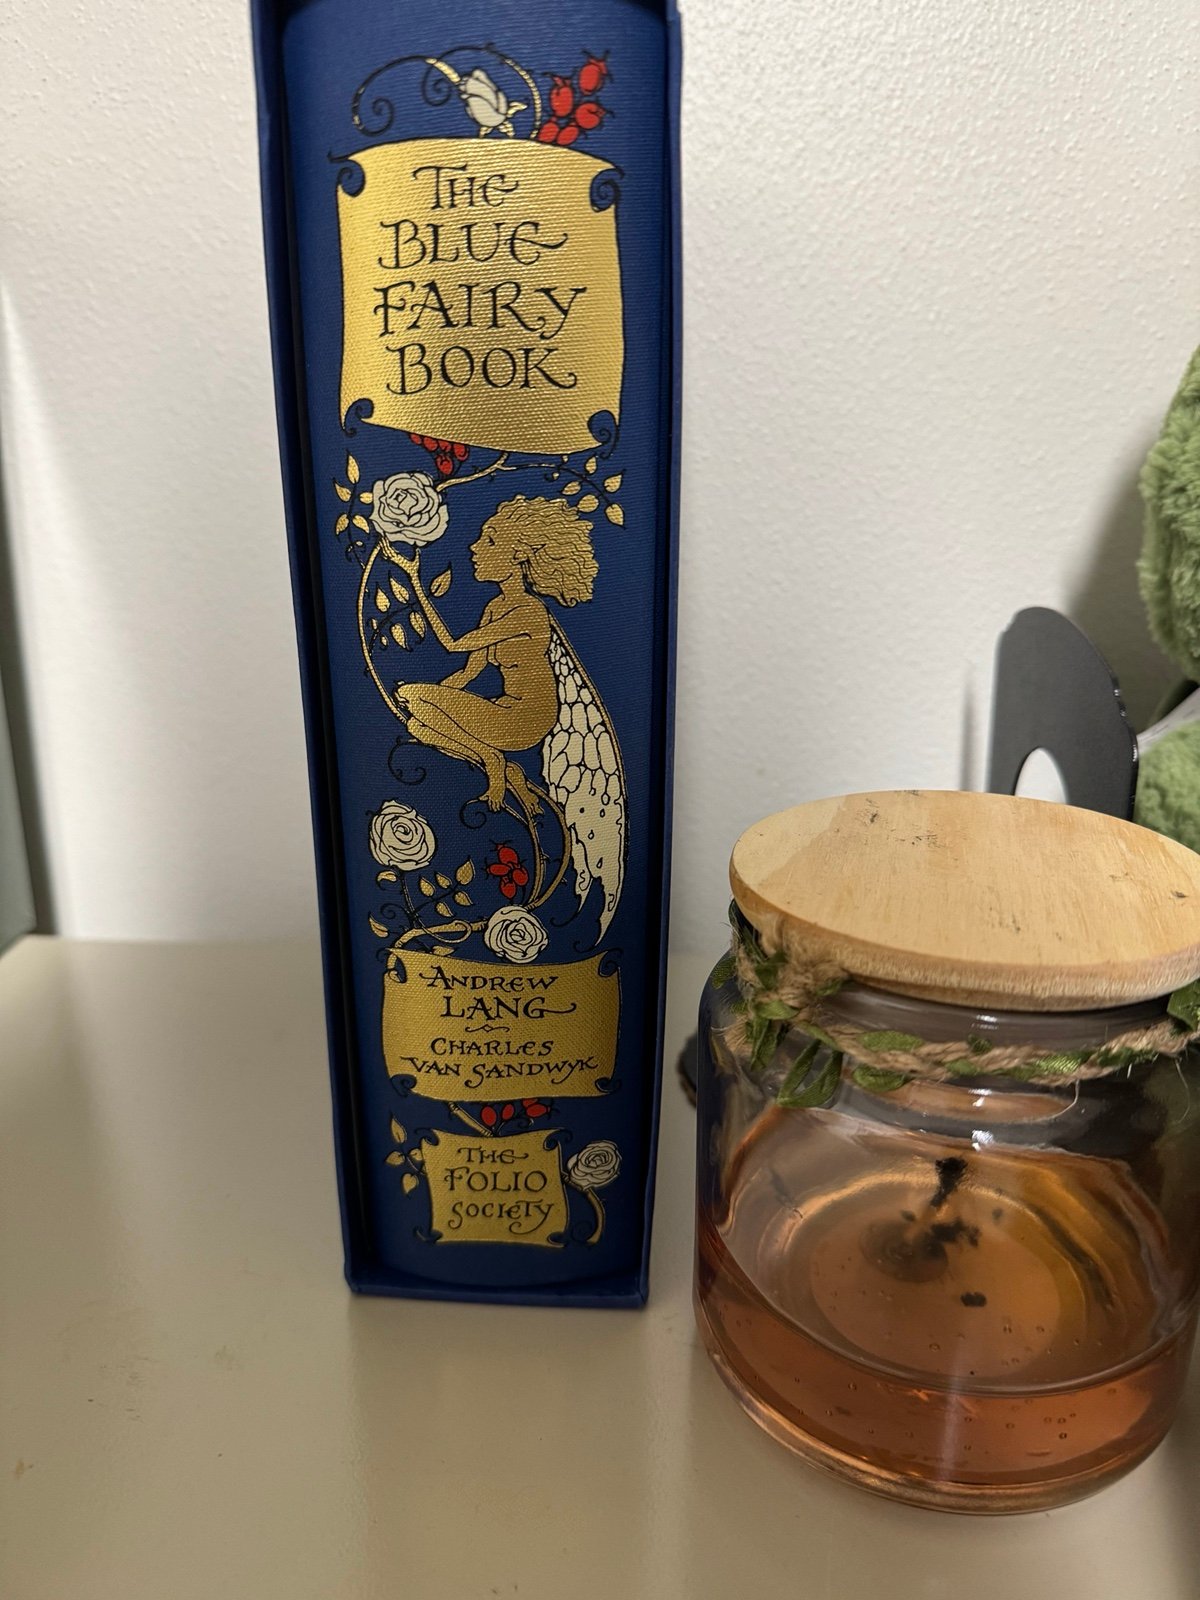 THE
BLUE
FAIRY
BOOK
ANDREW
LANG
CHARLES
VAN SANDWYK
THE
FOLIO
SOCIETY